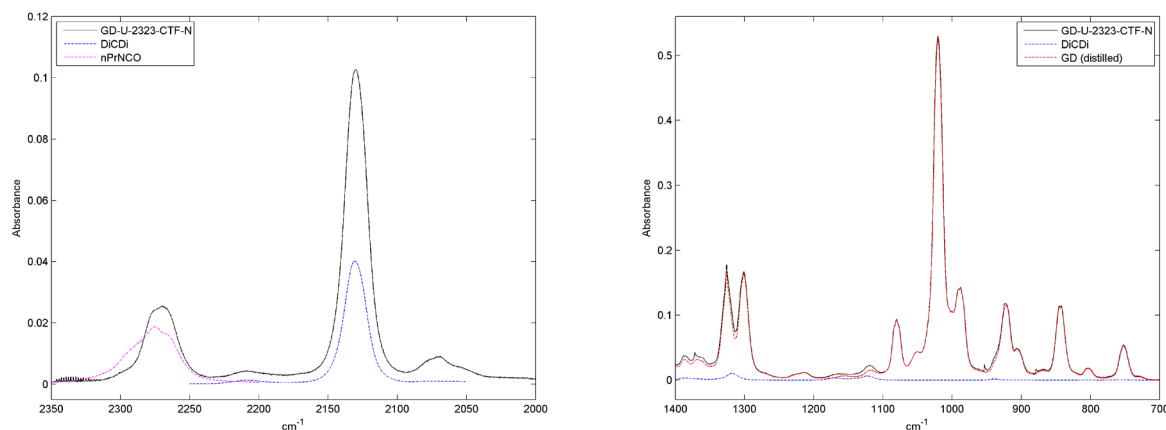 0.12
0.1
0.08
0.06
0.04
0.02
0
Absorbance
GD-U-2323-CTF-N
DiCDi
nPrNCO
2350 2300 2250 2200 2150 2100 2050 2000
cm-1
0.5
0.4
0.3
0.2
0.1
0
Absorbance
GD-U-2323-CTF-N
DiCDi
GD (distilled)
1400 1300 1200 1100 1000 900 800 700
cm-1